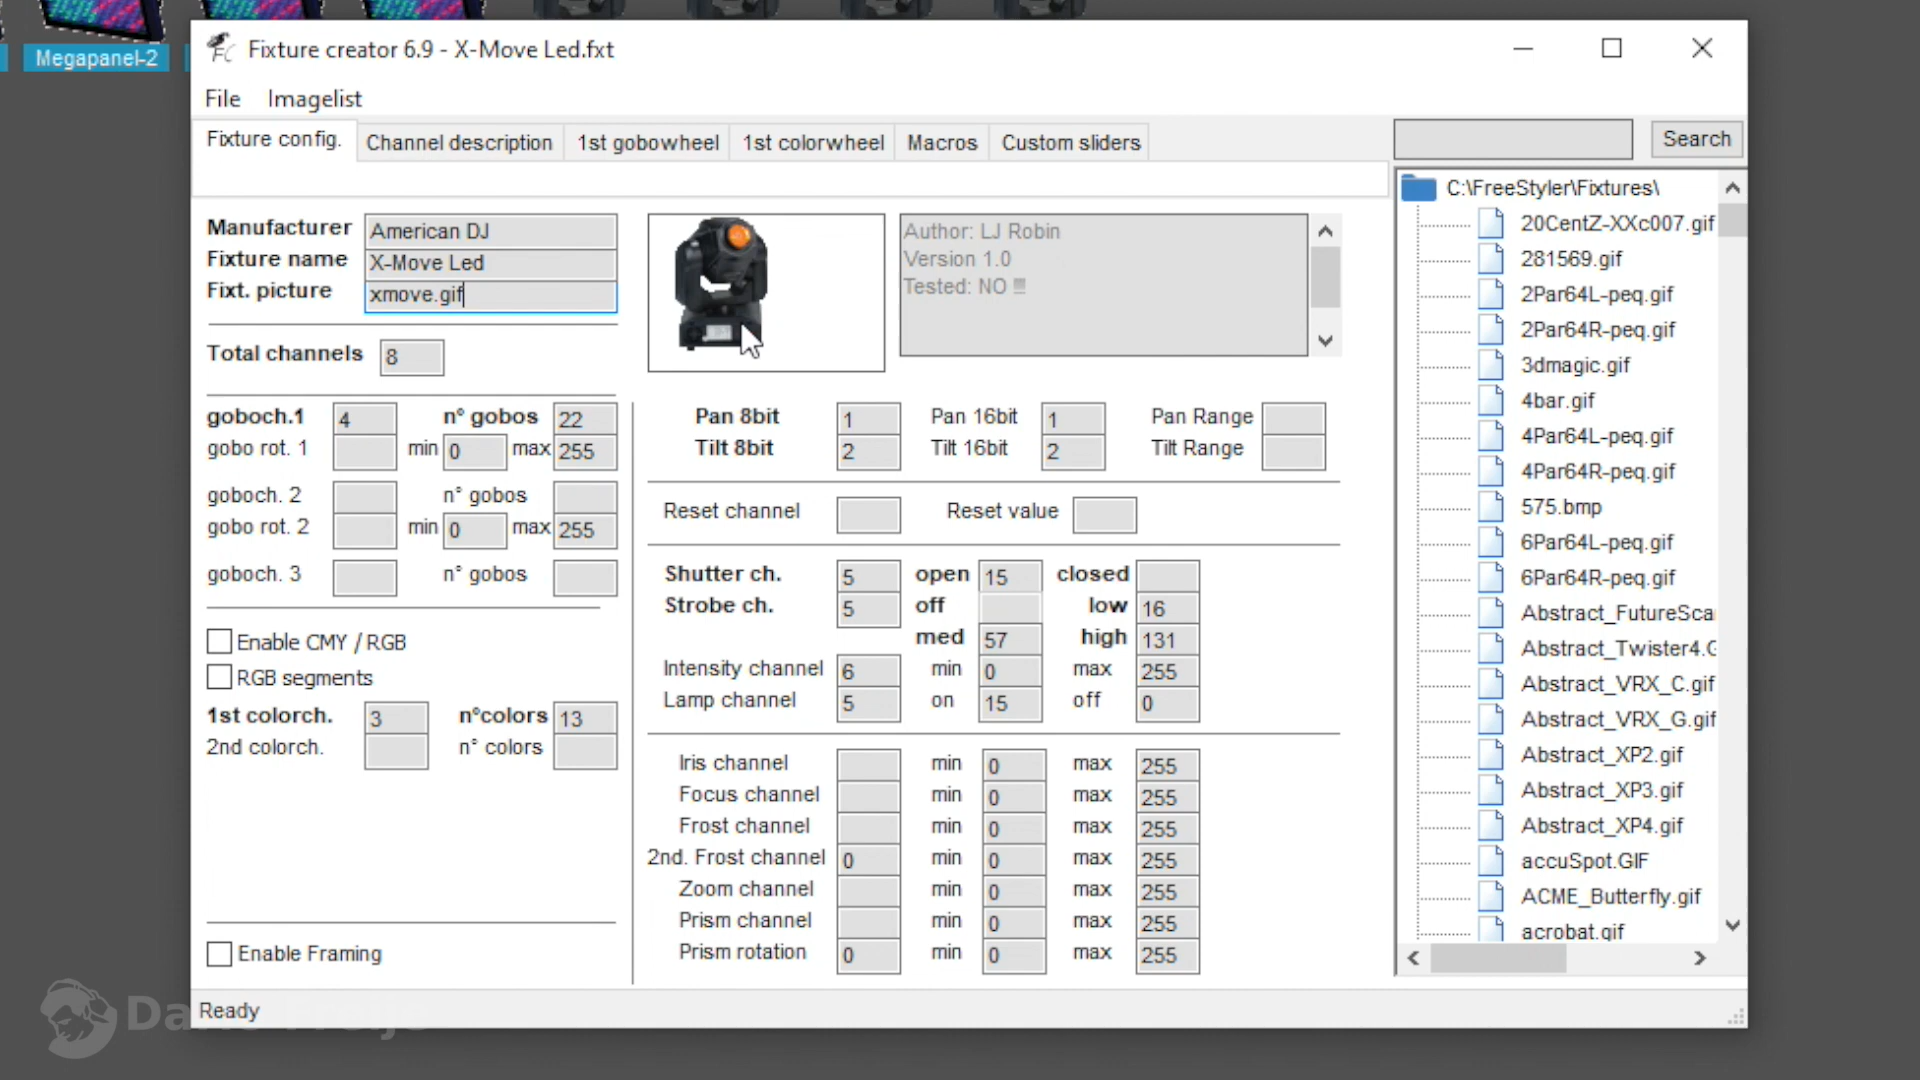 Megapanel-2
Fixture creator 6.9 - X-Move Led.fxt
File Imagelist
Fixture config. Channel description 1st gobowheel 1st colorwheel Macros Custom sliders
Search
Manufacturer American DJ
Fixture name X-Move Led
Fixt. picture xmove.gif
Total channels 8
Author: LJ Robin
Version 1.0
Tested: NO
goboch.1 4 n° gobos 22
gobo rot. 1 min 0 max 255
goboch. 2 n° gobos
gobo rot. 2 min 0 max 255
goboch. 3 n° gobos
Enable CMY / RGB
RGB segments
1st colorch. 3 n°colors 13
2nd colorch. n° colors
Enable Framing
Pan 8bit 1 Pan 16bit 1 Pan Range
Tilt 8bit 2 Tilt 16bit 2 Tilt Range
Reset channel Reset value
Shutter ch. 5 open 15 closed
Strobe ch. 5 off low 16
med 57 high 131
Intensity channel 6 min 0 max 255
Lamp channel 5 on 15 off 0
Iris channel min 0 max 255
Focus channel min 0 max 255
Frost channel min 0 max 255
2nd. Frost channel 0 min 0 max 255
Zoom channel min 0 max 255
Prism channel min 0 max 255
Prism rotation 0 min 0 max 255
C:\FreeStyler\Fixtures\
20CentZ-XXc007.gif
281569.gif
2Par64L-peq.gif
2Par64R-peq.gif
3dmagic.gif
4bar.gif
4Par64L-peq.gif
4Par64R-peq.gif
575.bmp
6Par64L-peq.gif
6Par64R-peq.gif
Abstract_FutureSca
Abstract_Twister4.G
Abstract_VRX_C.gif
Abstract_VRX_G.gif
Abstract_XP2.gif
Abstract_XP3.gif
Abstract_XP4.gif
accuSpot.GIF
ACME_Butterfly.gif
acrobat.gif
Ready